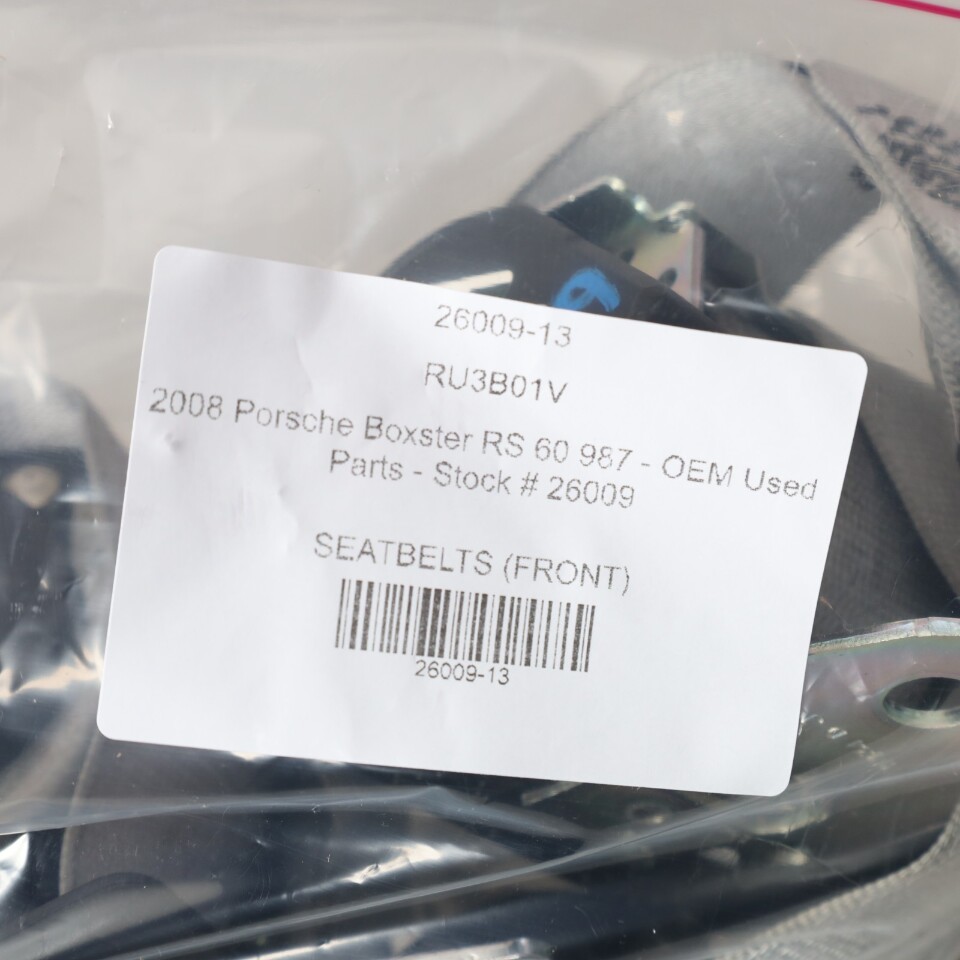 26009-13
RU3B01V
2008 Porsche Boxster RS 60 987 - OEM Used
Parts - Stock # 26009
SEATBELTS (FRONT)
26009-13